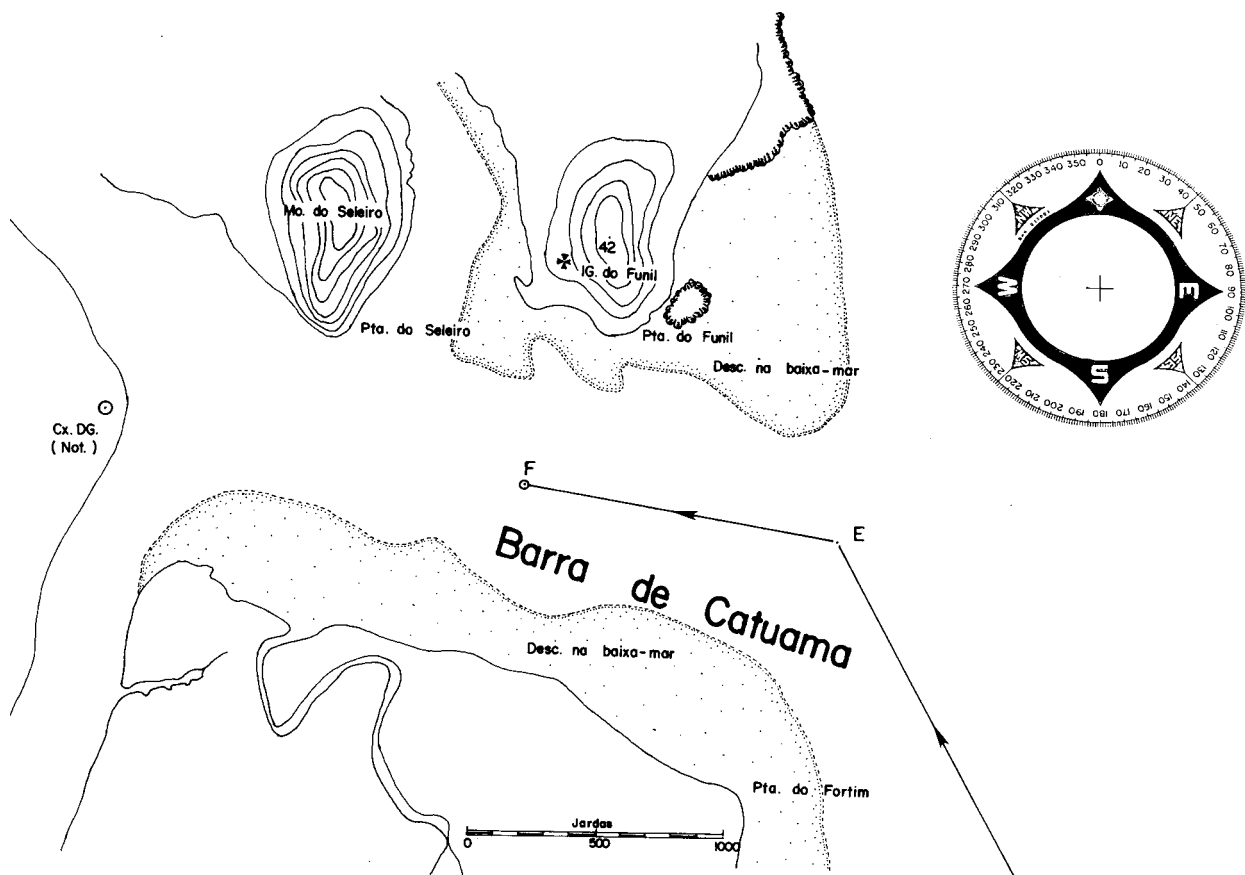 Mo. do Seleiro
42
IG. do Funil
Pta. do Seleiro
Pta. do Funil
Desc. na baixa-mar
Cx. DG.
( Not. )
F
E
Barra de Catuama
Desc. na baixa-mar
Pta. do Fortim
Jardas
0 500 1000
0 10 20 30 40 50 60 70 80 90 100 110 120 130 140 150 160 170 180 190 200 210 220 230 240 250 260 270 280 290 300 310 320 330 340 350
E
S
W